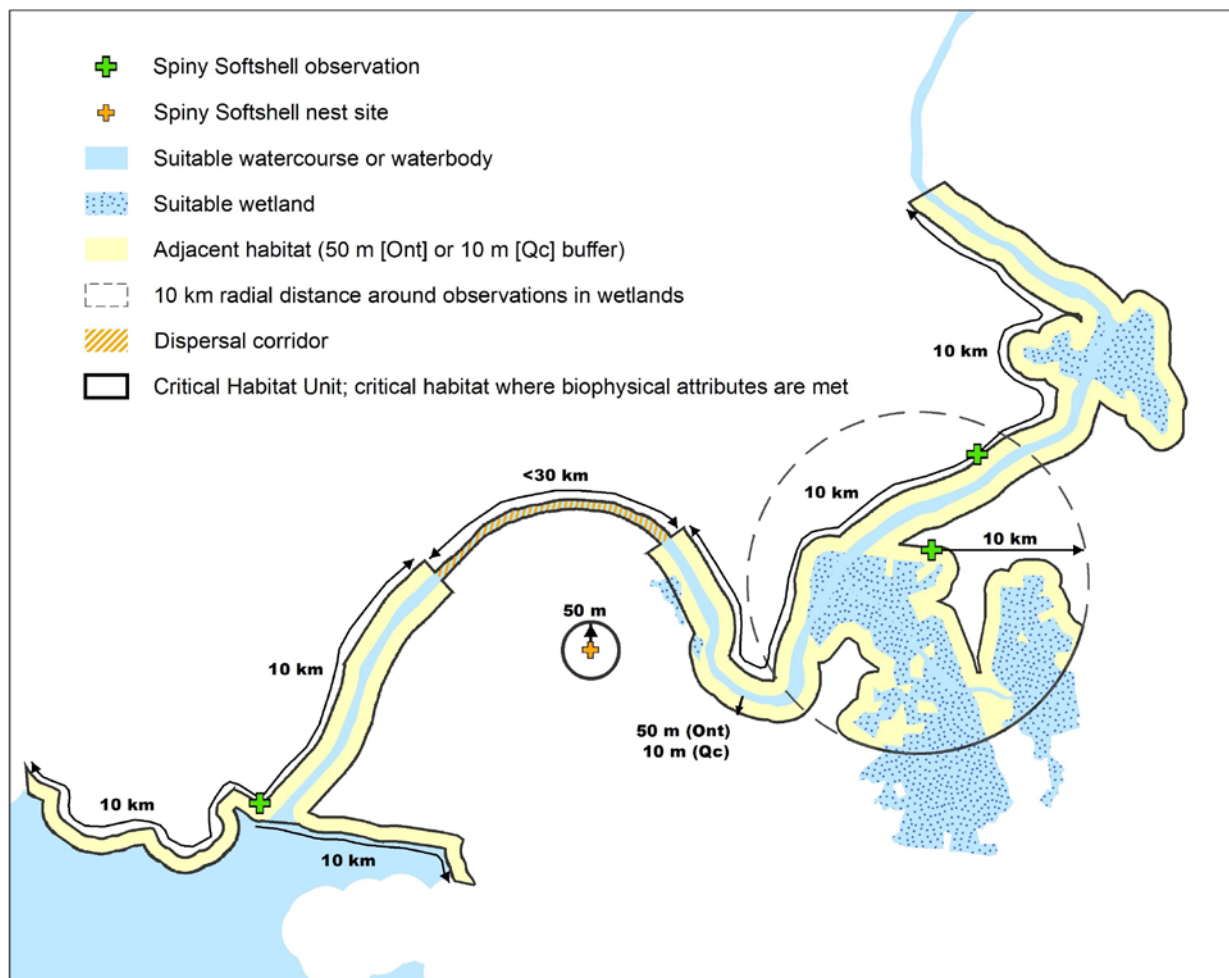 Spiny Softshell observation
Spiny Softshell nest site
Suitable watercourse or waterbody
Suitable wetland
Adjacent habitat (50 m [Ont] or 10 m [Qc] buffer)
10 km radial distance around observations in wetlands
Dispersal corridor
Critical Habitat Unit; critical habitat where biophysical attributes are met
10 km
<30 km
10 km
10 km
50 m
10 km
50 m (Ont)
10 m (Qc)
10 km
10 km